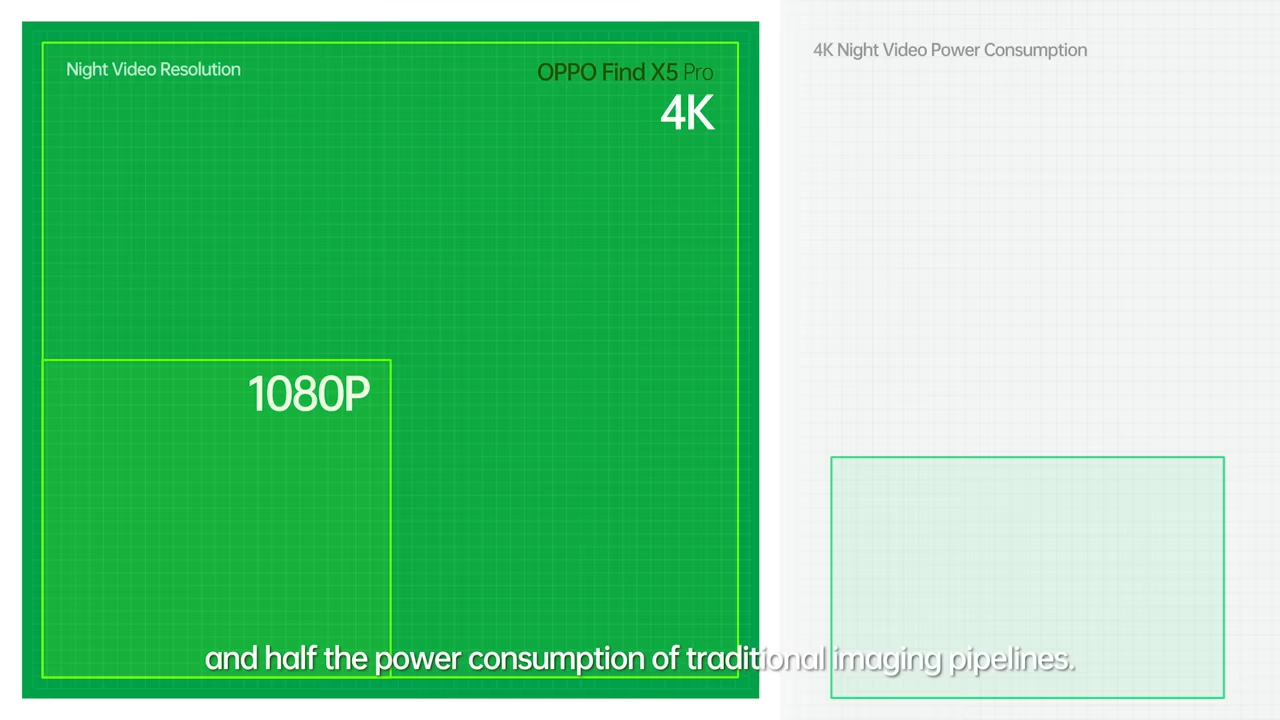 Night Video Resolution
OPPO Find X5 Pro
4K
1080P
4K Night Video Power Consumption
and half the power consumption of traditional imaging pipelines.